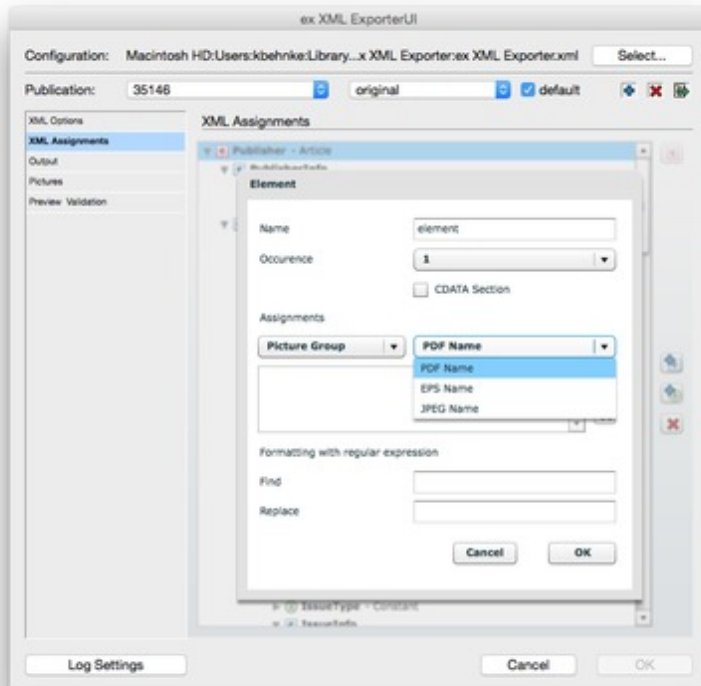 ex XML ExporterUI
Configuration: Macintosh HD:Users:kbehnke:Library...x XML Exporter:ex XML Exporter.xml Select...
Publication: 35146 original default
XML Options XML Assignments
XML Assignments
Output
Pictures
Preview Validation
Publisher - Article
PublisherInfo
Element
Name element
Occurence 1
CDATA Section
Assignments
Picture Group PDF Name
PDF Name
EPS Name
JPEG Name
Formatting with regular expression
Find
Replace
Cancel OK
IssueType - Constant
IssueInfo
Log Settings Cancel OK